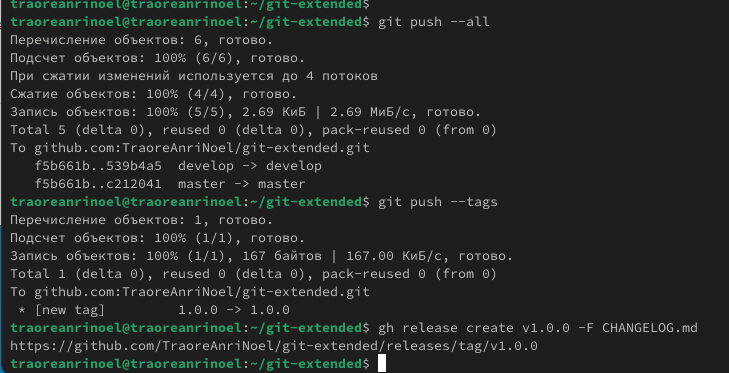 traoreanrinoel@traoreanrinoel:~/git-extended$
traoreanrinoel@traoreanrinoel:~/git-extended$ git push --all
Перечисление объектов: 6, готово.
Подсчет объектов: 100% (6/6), готово.
При сжатии изменений используется до 4 потоков
Сжатие объектов: 100% (4/4), готово.
Запись объектов: 100% (5/5), 2.69 КиБ | 2.69 МиБ/с, готово.
Total 5 (delta 0), reused 0 (delta 0), pack-reused 0 (from 0)
To github.com:TraoreAnriNoel/git-extended.git
   f5b661b..539b4a5  develop -> develop
   f5b661b..c212041  master -> master
traoreanrinoel@traoreanrinoel:~/git-extended$ git push --tags
Перечисление объектов: 1, готово.
Подсчет объектов: 100% (1/1), готово.
Запись объектов: 100% (1/1), 167 байтов | 167.00 КиБ/с, готово.
Total 1 (delta 0), reused 0 (delta 0), pack-reused 0 (from 0)
To github.com:TraoreAnriNoel/git-extended.git
 * [new tag]         1.0.0 -> 1.0.0
traoreanrinoel@traoreanrinoel:~/git-extended$ gh release create v1.0.0 -F CHANGELOG.md
https://github.com/TraoreAnriNoel/git-extended/releases/tag/v1.0.0
traoreanrinoel@traoreanrinoel:~/git-extended$